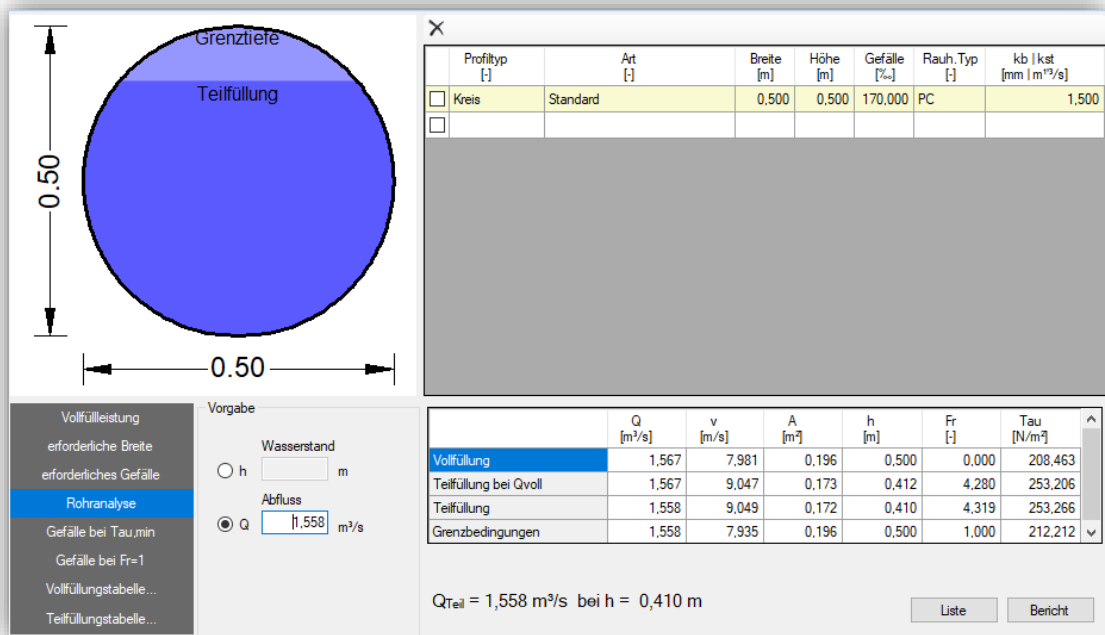 Grenztiefe
Teilfüllung
0.50
0.50
Profiltyp Art Breite Höhe Gefälle Rauh.Typ kb | kst
[-] [-] [m] [m] [‰] [-] [mm | m¹'³/s]
Kreis Standard 0,500 0,500 170,000 PC 1,500
Vollfüllleistung
erforderliche Breite
erforderliches Gefälle
Rohranalyse
Gefälle bei Tau,min
Gefälle bei Fr=1
Vollfüllungstabelle...
Teilfüllungstabelle...
Vorgabe
Wasserstand
h m
Abfluss
Q 1,558 m³/s
Q v A h Fr Tau
[m³/s] [m/s] [m²] [m] [-] [N/m²]
Vollfüllung 1,567 7,981 0,196 0,500 0,000 208,463
Teilfüllung bei Qvoll 1,567 9,047 0,173 0,412 4,280 253,206
Teilfüllung 1,558 9,049 0,172 0,410 4,319 253,266
Grenzbedingungen 1,558 7,935 0,196 0,500 1,000 212,212
QTeil = 1,558 m³/s bei h = 0,410 m
Liste Bericht